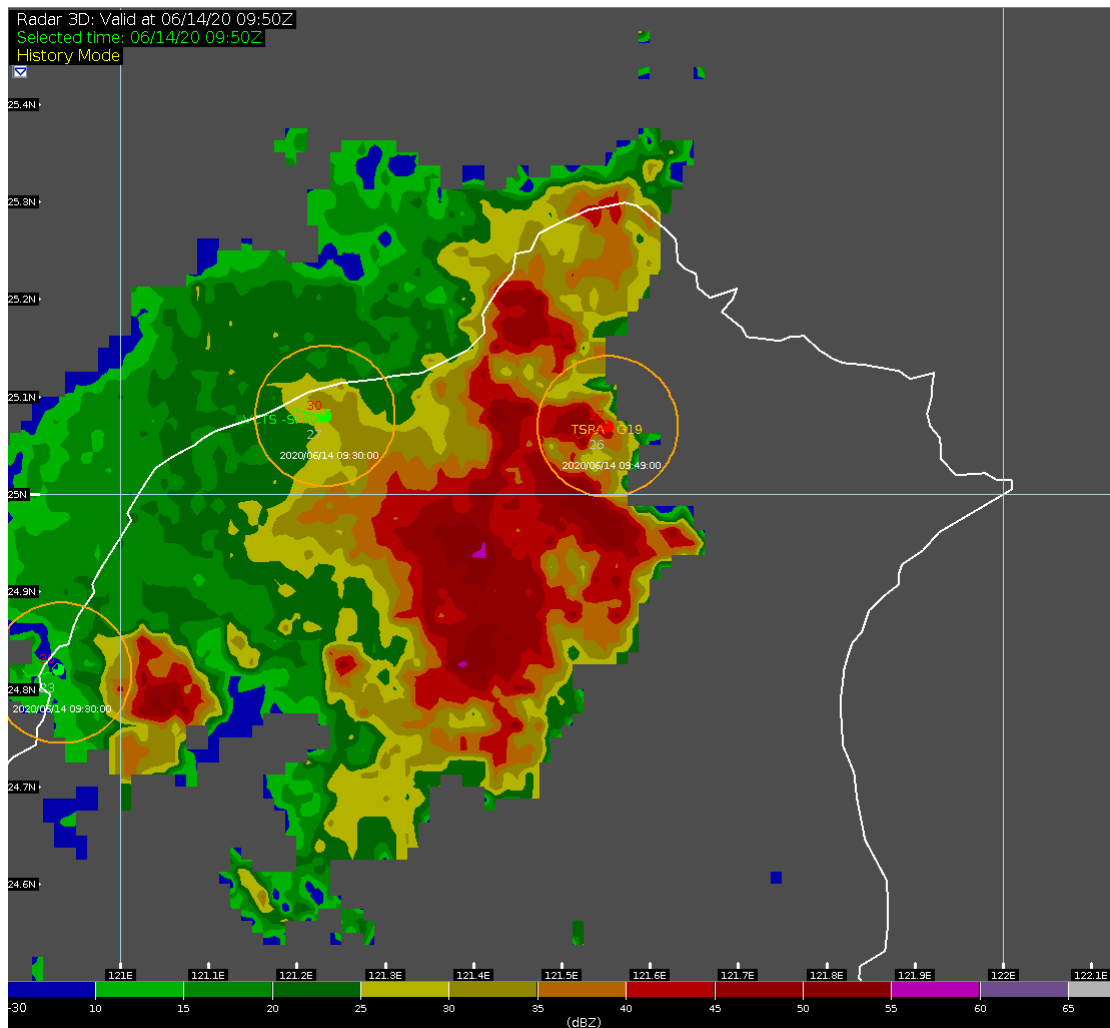 Radar 3D: Valid at 06/14/20 09:50Z
Selected time: 06/14/20 09:50Z
History Mode
25.4N
25.3N
25.2N
25.1N
30
27
2020/06/14 09:30:00
TSRA G19
26
2020/06/14 09:49:00
25N
24.9N
24.8N
2020/06/14 09:30:00
24.7N
24.6N
121E 121.1E 121.2E 121.3E 121.4E 121.5E 121.6E 121.7E 121.8E 121.9E 122E 122.1E
-30 10 15 20 25 30 35 40 45 50 55 60 65
(dBZ)